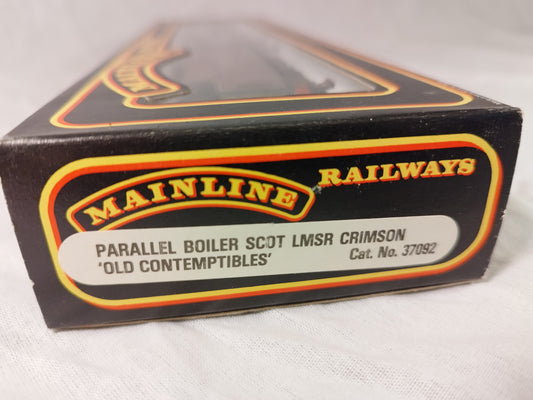 MAINLINE
RAILWAYS
PARALLEL BOILER SCOT LMSR CRIMSON
'OLD CONTEMPTIBLES' Cat. No. 37092